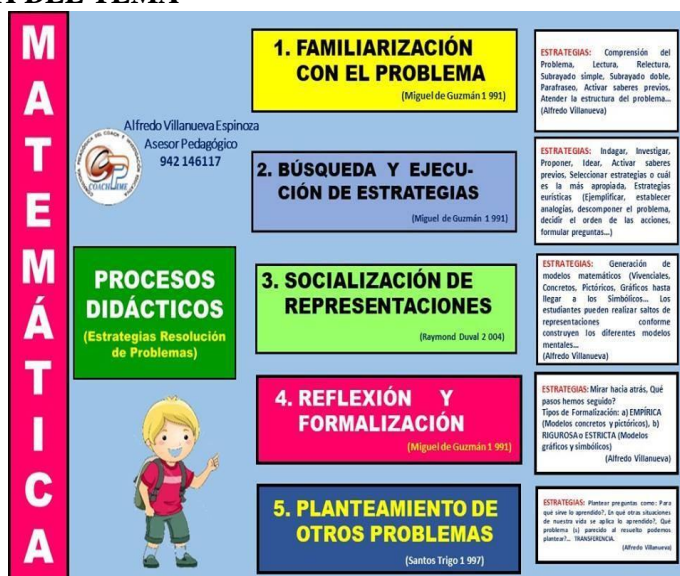 A DEL TEMA
MATEMÁTICA
Alfredo Villanueva Espinoza
Asesor Pedagógico
942 146117
COACHJIME
PROCESOS
DIDÁCTICOS
(Estrategias Resolución
de Problemas)
1. FAMILIARIZACIÓN
CON EL PROBLEMA
(Miguel de Guzmán 1 991)
ESTRATEGIAS: Comprensión del
Problema, Lectura, Relectura,
Subrayado simple, Subrayado doble,
Parafraseo, Activar saberes previos,
Atender la estructura del problema...
(Alfredo Villanueva)
2. BÚSQUEDA Y EJECU-
CIÓN DE ESTRATEGIAS
(Miguel de Guzmán 1 991)
ESTRATEGIAS: Indagar, Investigar,
Proponer, Idear, Activar saberes
previos, Seleccionar estrategias o cuál
es la más apropiada, Estrategias
eurísticas (Ejemplificar, establecer
analogías, descomponer el problema,
decidir el orden de las acciones,
formular preguntas...)
3. SOCIALIZACIÓN DE
REPRESENTACIONES
(Raymond Duval 2 004)
ESTRATEGIAS: Generación de
modelos matemáticos (Vivenciales,
Concretos, Pictóricos, Gráficos hasta
llegar a los Simbólicos... Los
estudiantes pueden realizar saltos de
representaciones conforme
construyen los diferentes modelos
mentales...
(Alfredo Villanueva)
4. REFLEXIÓN Y
FORMALIZACIÓN
(Miguel de Guzmán 1 991)
ESTRATEGIAS: Mirar hacia atrás, Qué
pasos hemos seguido?
Tipos de Formalización: a) EMPÍRICA
(Modelos concretos y pictóricos), b)
RIGUROSA o ESTRICTA (Modelos
gráficos y simbólicos)
(Alfredo Villanueva)
5. PLANTEAMIENTO DE
OTROS PROBLEMAS
(Santos Trigo 1 997)
ESTRATEGIAS: Plantear preguntas como: Para
qué sirve lo aprendido?, En qué otras situaciones
de nuestra vida se aplica lo aprendido?, Qué
problema (s) parecido al resuelto podemos
plantear?... TRANSFERENCIA.
(Alfredo Villanueva)